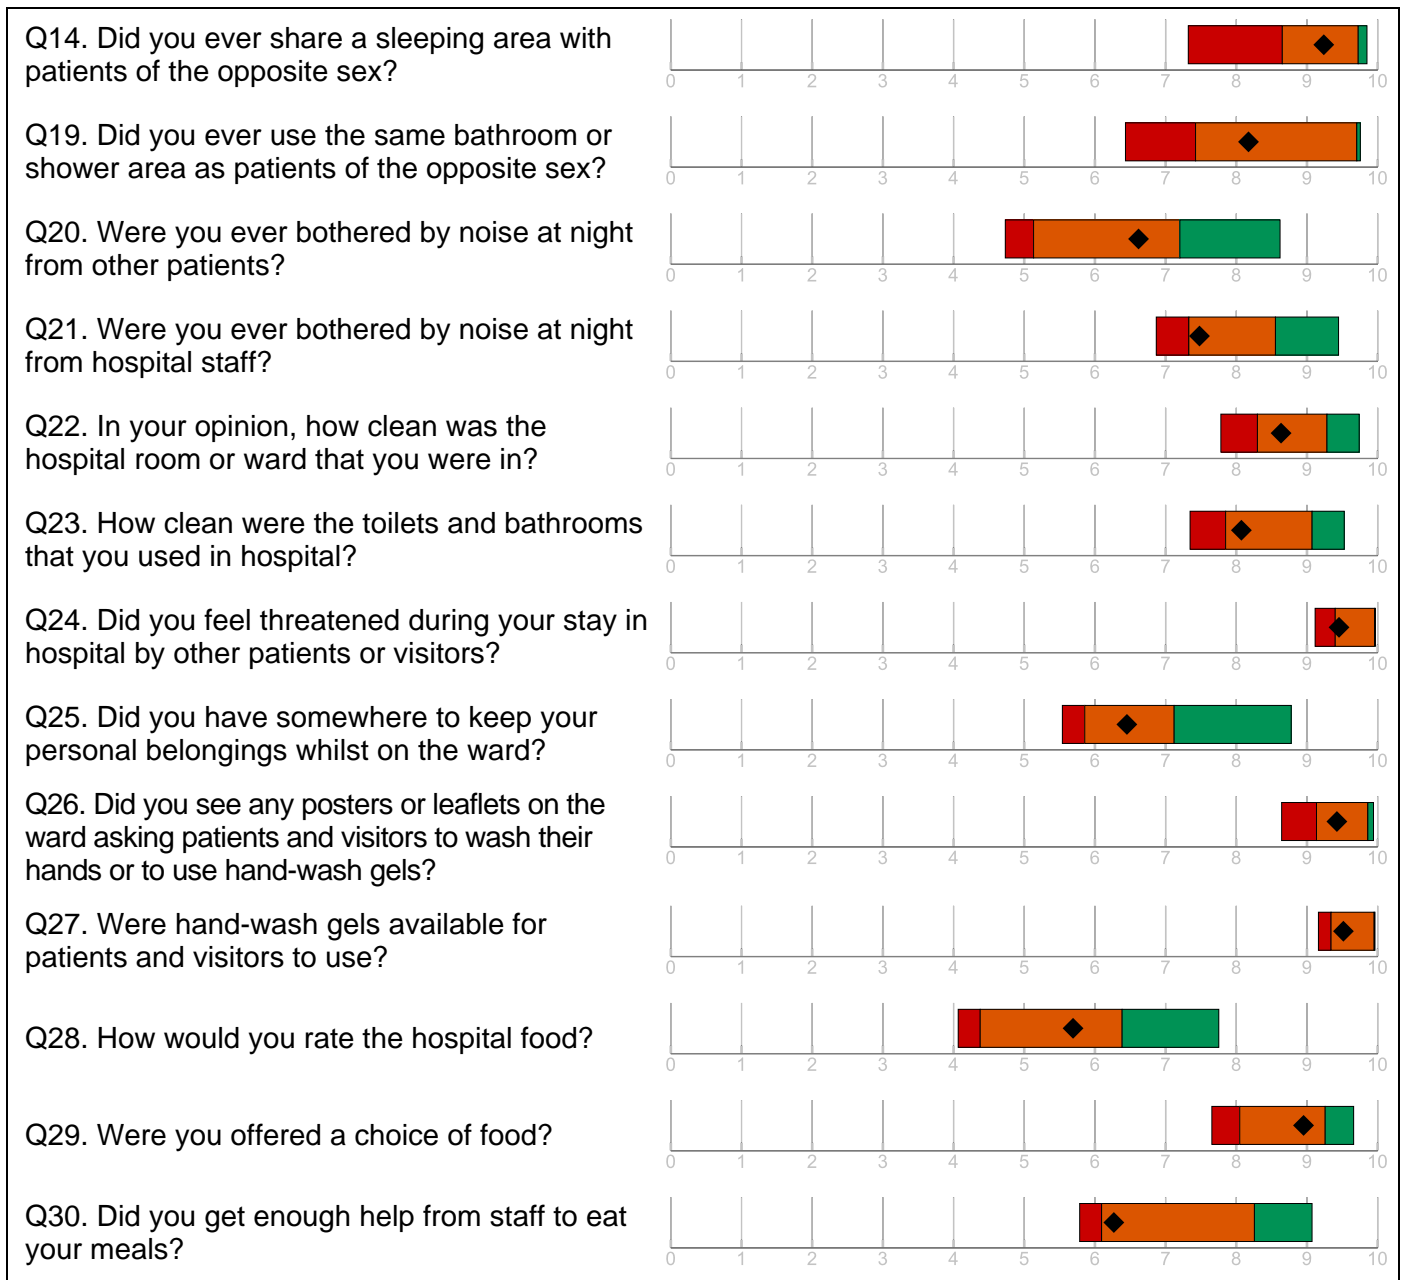 Q14. Did you ever share a sleeping area with
patients of the opposite sex?
0 1 2 3 4 5 6 7 8 9 10
Q19. Did you ever use the same bathroom or
shower area as patients of the opposite sex?
0 1 2 3 4 5 6 7 8 9 10
Q20. Were you ever bothered by noise at night
from other patients?
0 1 2 3 4 5 6 7 8 9 10
Q21. Were you ever bothered by noise at night
from hospital staff?
0 1 2 3 4 5 6 7 8 9 10
Q22. In your opinion, how clean was the
hospital room or ward that you were in?
0 1 2 3 4 5 6 7 8 9 10
Q23. How clean were the toilets and bathrooms
that you used in hospital?
0 1 2 3 4 5 6 7 8 9 10
Q24. Did you feel threatened during your stay in
hospital by other patients or visitors?
0 1 2 3 4 5 6 7 8 9 10
Q25. Did you have somewhere to keep your
personal belongings whilst on the ward?
0 1 2 3 4 5 6 7 8 9 10
Q26. Did you see any posters or leaflets on the
ward asking patients and visitors to wash their
hands or to use hand-wash gels?
0 1 2 3 4 5 6 7 8 9 10
Q27. Were hand-wash gels available for
patients and visitors to use?
0 1 2 3 4 5 6 7 8 9 10
Q28. How would you rate the hospital food?
0 1 2 3 4 5 6 7 8 9 10
Q29. Were you offered a choice of food?
0 1 2 3 4 5 6 7 8 9 10
Q30. Did you get enough help from staff to eat
your meals?
0 1 2 3 4 5 6 7 8 9 10